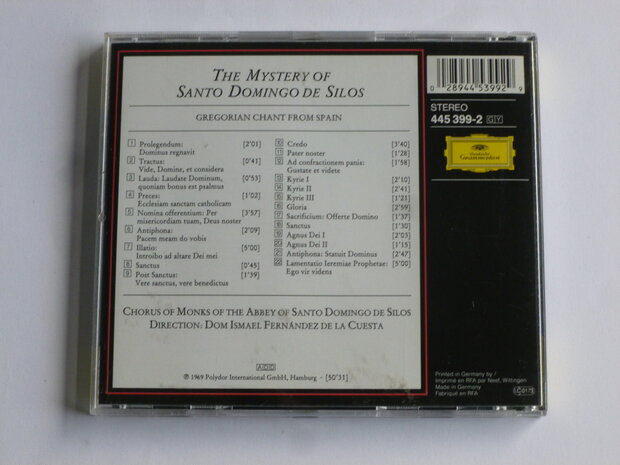 THE MYSTERY OF
SANTO DOMINGO DE SILOS
GREGORIAN CHANT FROM SPAIN
1 Prolegendum: [2'01]
Dominus regnavit
2 Tractus: [0'41]
Vide, Domine, et considera
3 Lauda: Laudate Dominum, [0'53]
quoniam bonus est psalmus
4 Preces: [1'02]
Ecclesiam sanctam catholicam
5 Nomina offerentium: Per [3'57]
misericordiam tuam, Deus noster
6 Antiphona: [2'09]
Pacem meam do vobis
7 Illatio: [5'00]
Introibo ad altare Dei mei
8 Sanctus [0'45]
9 Post Sanctus: [1'39]
Vere sanctus, vere benedictus
10 Credo [3'40]
11 Pater noster [1'28]
12 Ad confractionem panis: [1'58]
Gustate et videte
13 Kyrie I [2'10]
14 Kyrie II [2'41]
15 Kyrie III [1'21]
16 Gloria [2'59]
17 Sacrificium: Offerte Domino [1'37]
18 Sanctus [1'30]
19 Agnus Dei I [2'03]
20 Agnus Dei II [1'15]
21 Antiphona: Statuit Dominus [2'47]
22 Lamentatio Ieremiae Prophetae: [5'00]
Ego vir videns
CHORUS OF MONKS OF THE ABBEY OF SANTO DOMINGO DE SILOS
DIRECTION: DOM ISMAEL FERNÁNDEZ DE LA CUESTA
ADD
℗ 1969 Polydor International GmbH, Hamburg · [50'31]
0 28944 53992 9
STEREO
445 399-2 GY
Deutsche
Grammophon
Printed in Germany by /
Imprimé en RFA par Neef, Wittingen
Made in Germany
Fabriqué en RFA
LC 0173